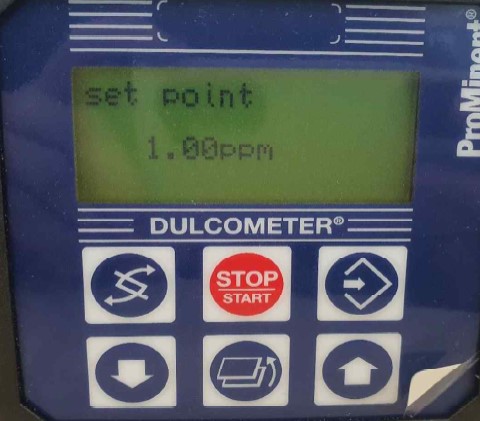 set point
1.00ppm
ProMinent®
DULCOMETER®
STOP
START